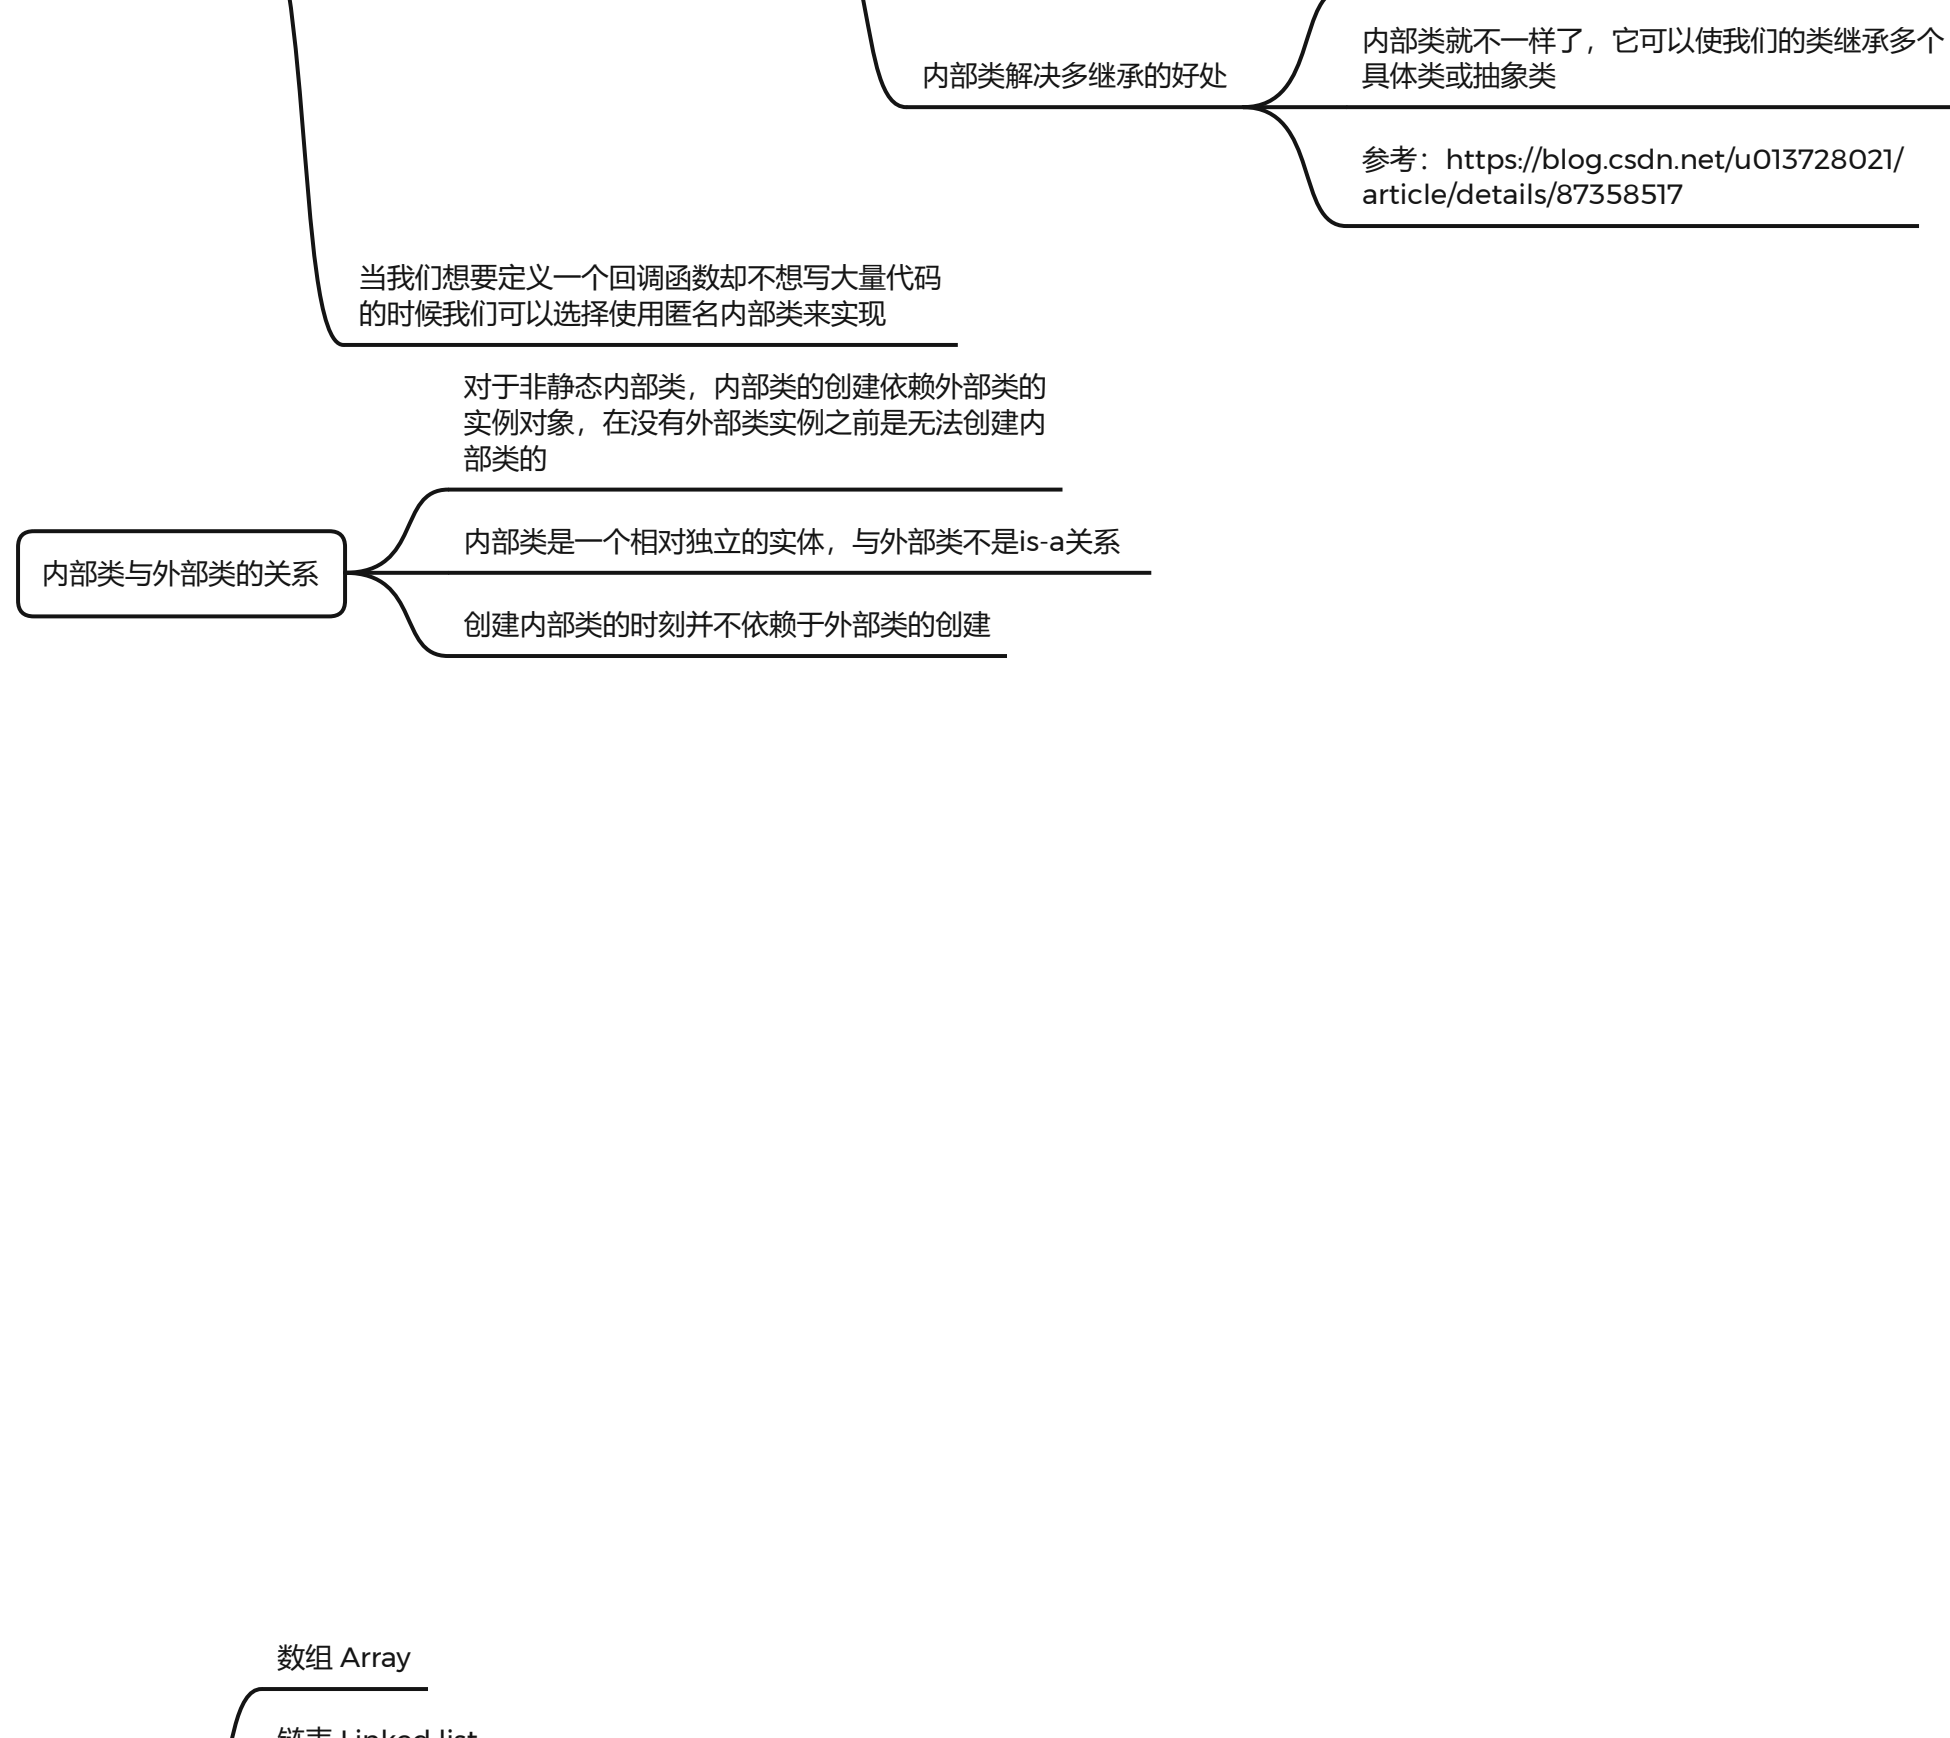 内部类就不一样了，它可以使我们的类继承多个
具体类或抽象类
内部类解决多继承的好处
参考：https://blog.csdn.net/u013728021/
article/details/87358517
当我们想要定义一个回调函数却不想写大量代码
的时候我们可以选择使用匿名内部类来实现
对于非静态内部类，内部类的创建依赖外部类的
实例对象，在没有外部类实例之前是无法创建内
部类的
内部类是一个相对独立的实体，与外部类不是is-a关系
内部类与外部类的关系
创建内部类的时刻并不依赖于外部类的创建
数组 Array
链表 Linked list